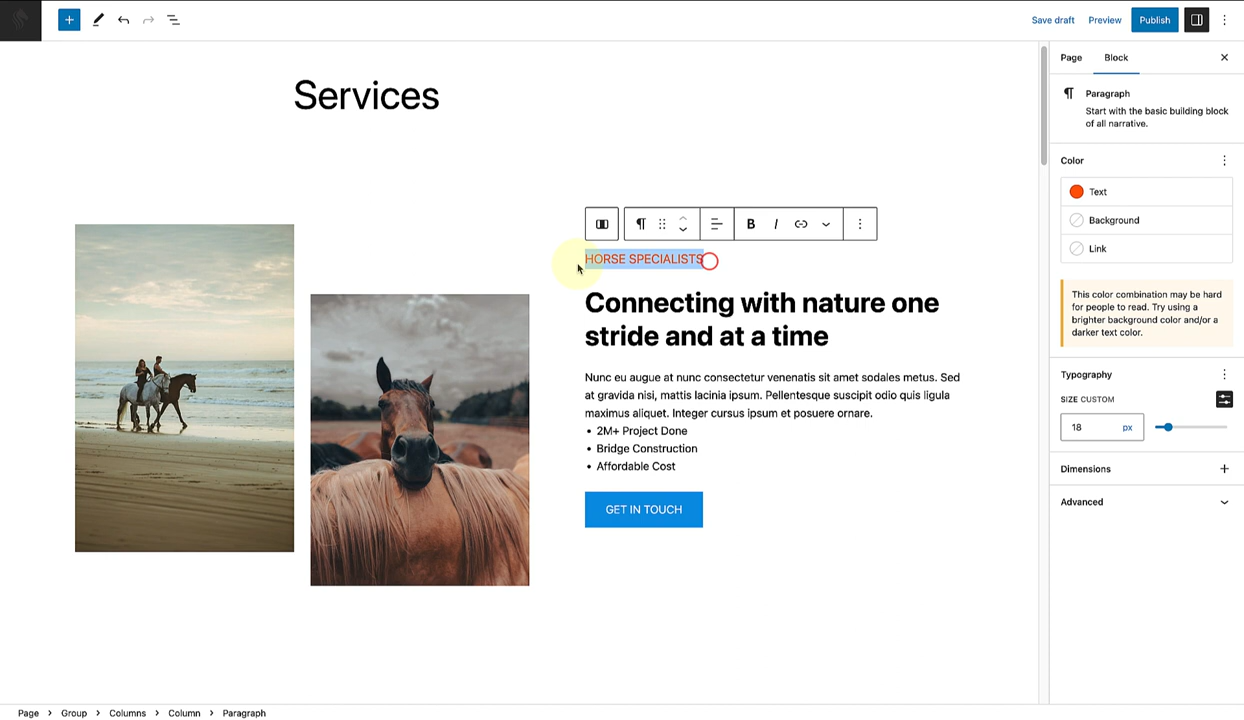 Save draft
Preview
Publish
Services
B I
HORSE SPECIALISTS
Connecting with nature one
stride and at a time
Nunc eu augue at nunc consectetur venenatis sit amet sodales metus. Sed
at gravida nisi, mattis lacinia ipsum. Pellentesque suscipit odio quis ligula
maximus aliquet. Integer cursus ipsum et posuere ornare.
• 2M+ Project Done
• Bridge Construction
• Affordable Cost
GET IN TOUCH
Page
Block
Paragraph
Start with the basic building block
of all narrative.
Color
Text
Background
Link
This color combination may be hard
for people to read. Try using a
brighter background color and/or a
darker text color.
Typography
SIZE CUSTOM
18 px
Dimensions
Advanced
Page > Group > Columns > Column > Paragraph